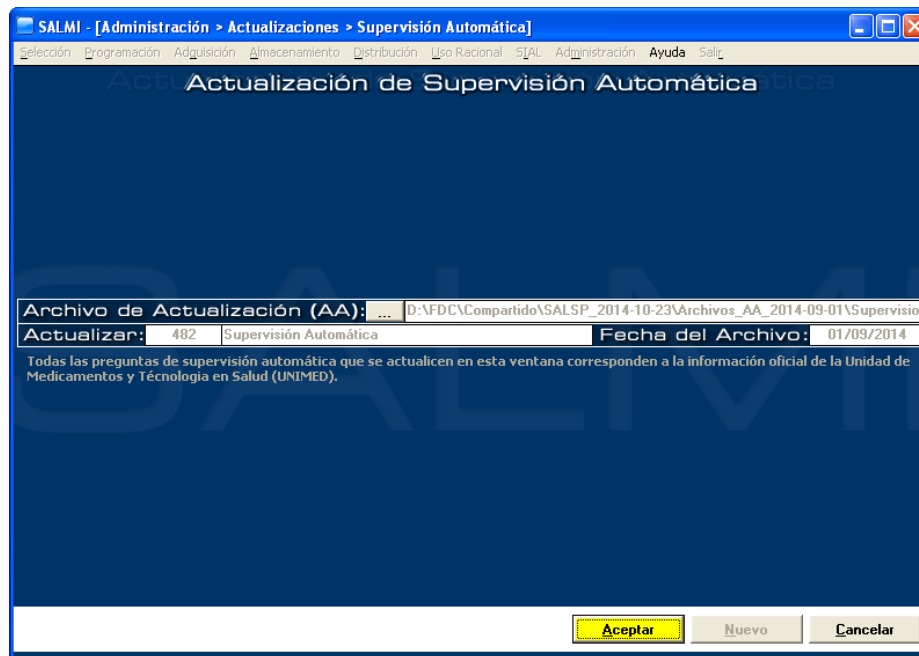 SALMI - [Administración > Actualizaciones > Supervisión Automática]
Selección Programación Adquisición Almacenamiento Distribución Uso Racional SIAL Administración Ayuda Salir
Actualización de Supervisión Automática
Archivo de Actualización (AA): ... D:\FDC\Compartido\SALSP_2014-10-23\Archivos_AA_2014-09-01\Supervisio
Actualizar: 482 Supervisión Automática Fecha del Archivo: 01/09/2014
Todas las preguntas de supervisión automática que se actualicen en esta ventana corresponden a la información oficial de la Unidad de
Medicamentos y Técnologia en Salud (UNIMED).
SALMI
Aceptar Nuevo Cancelar